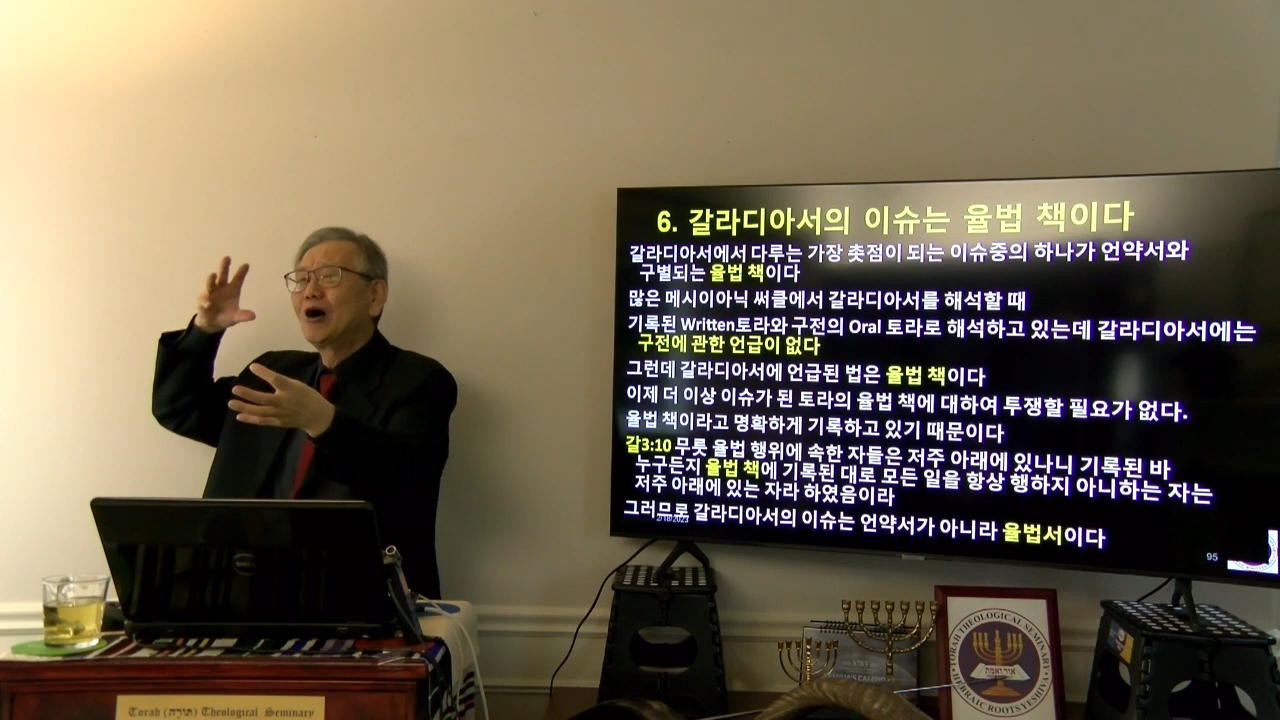 6. 갈라디아서의 이슈는 율법 책이다
갈라디아서에서 다루는 가장 촛점이 되는 이슈중의 하나가 언약서와
구별되는 율법 책이다
많은 메시이아닉 써클에서 갈라디아서를 해석할 때
기록된 Written토라와 구전의 Oral 토라로 해석하고 있는데 갈라디아서에는
구전에 관한 언급이 없다
그런데 갈라디아서에 언급된 법은 율법 책이다
이제 더 이상 이슈가 된 토라의 율법 책에 대하여 투쟁할 필요가 없다.
율법 책이라고 명확하게 기록하고 있기 때문이다
갈3:10 무릇 율법 행위에 속한 자들은 저주 아래에 있나니 기록된 바
누구든지 율법 책에 기록된 대로 모든 일을 항상 행하지 아니하는 자는
저주 아래에 있는 자라 하였음이라
그러므로 갈라디아서의 이슈는 언약서가 아니라 율법서이다
2/18/2023
95
DELL
TORAH THEOLOGICAL SEMINARY
HEBRAIC ROOTS YESHIVA
Torah (תורה) Theological Seminary